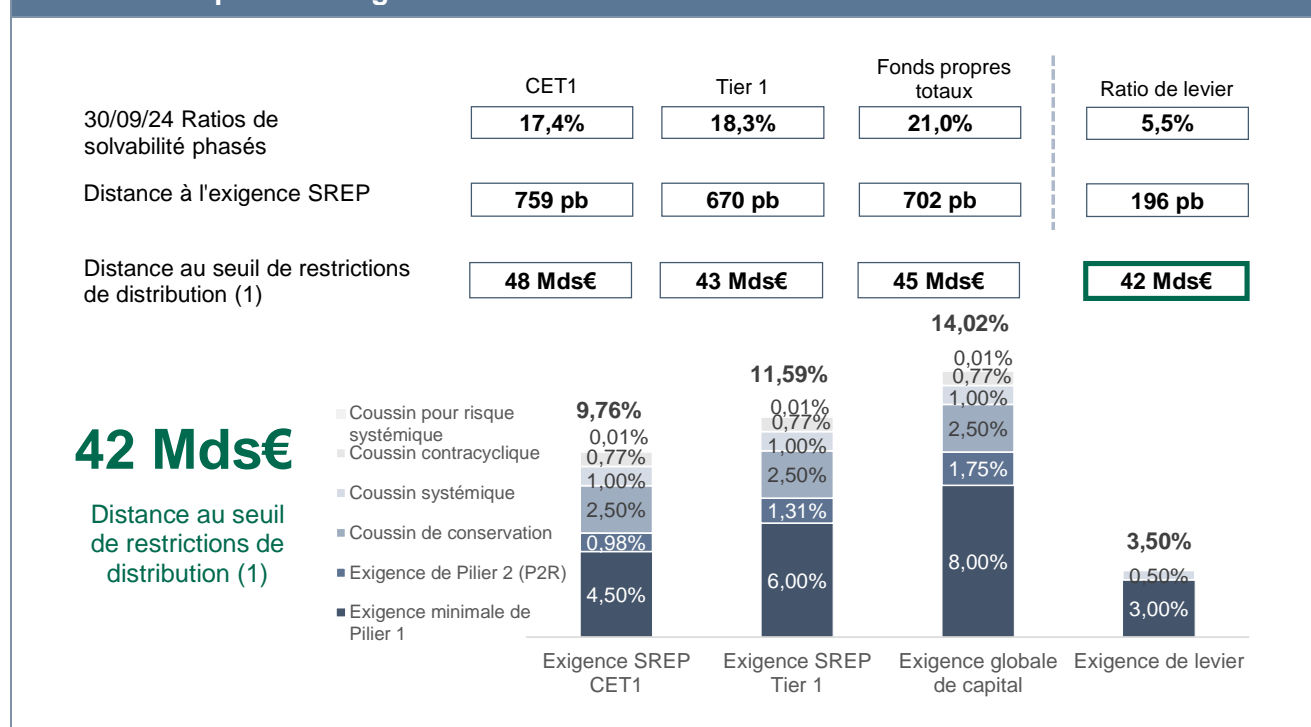 CET1
Tier 1
Fonds propres
totaux
Ratio de levier
30/09/24 Ratios de
solvabilité phasés
17,4%
18,3%
21,0%
5,5%
Distance à l'exigence SREP
759 pb
670 pb
702 pb
196 pb
Distance au seuil de restrictions
de distribution (1)
48 Mds€
43 Mds€
45 Mds€
42 Mds€
42 Mds€
Distance au seuil
de restrictions de
distribution (1)
Coussin pour risque
systémique
Coussin contracyclique
Coussin systémique
Coussin de conservation
Exigence de Pilier 2 (P2R)
Exigence minimale de
Pilier 1
9,76%
0,01%
0,77%
1,00%
2,50%
0,98%
4,50%
Exigence SREP
CET1
11,59%
0,01%
0,77%
1,00%
2,50%
1,31%
6,00%
Exigence SREP
Tier 1
14,02%
0,01%
0,77%
1,00%
2,50%
1,75%
8,00%
Exigence globale
de capital
3,50%
0,50%
3,00%
Exigence de levier